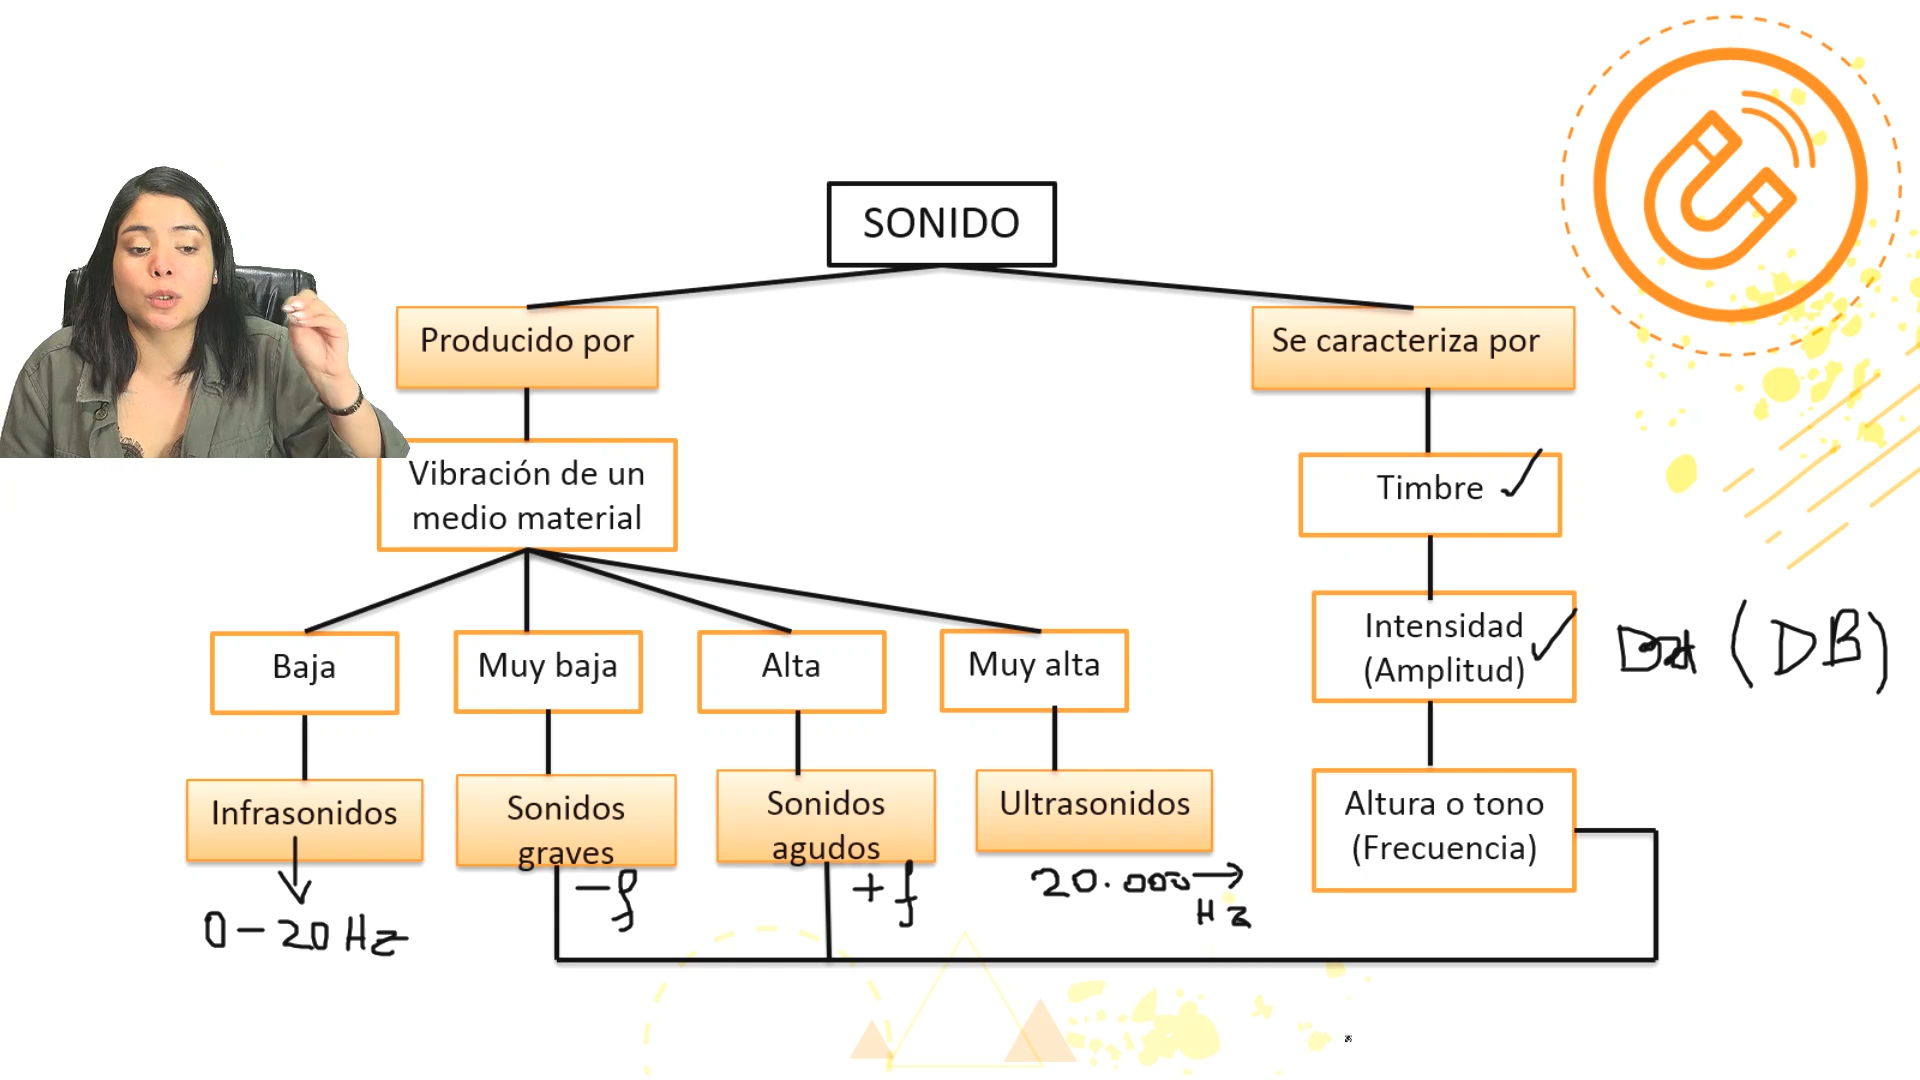 SONIDO
Producido por
Se caracteriza por
Vibración de un
medio material
Timbre
Intensidad
(Amplitud)
(DB)
Baja
Muy baja
Alta
Muy alta
Infrasonidos
Sonidos
graves
Sonidos
agudos
Ultrasonidos
Altura o tono
(Frecuencia)
0-20 Hz
-f
+f
20.000
Hz